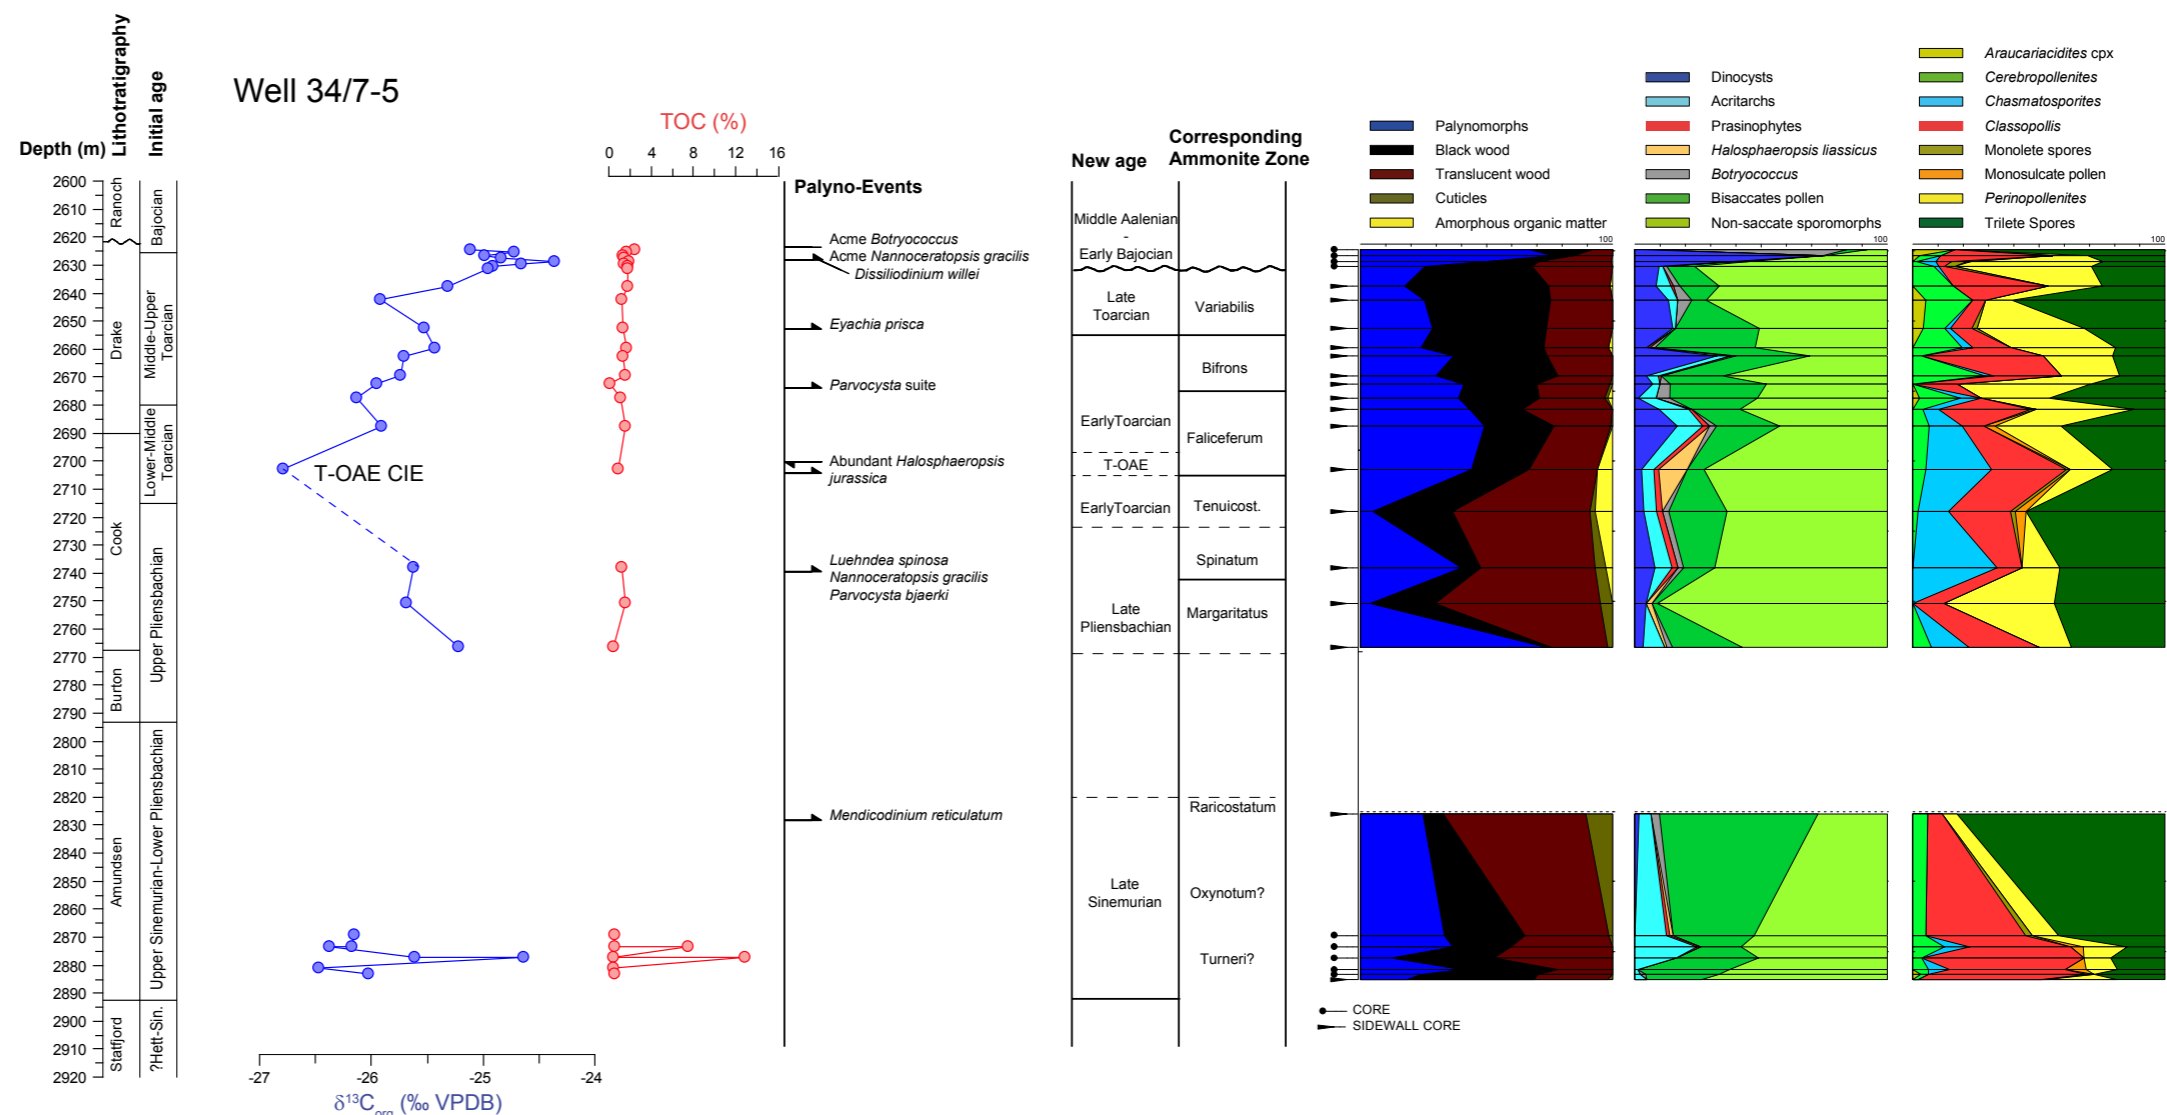 Well 34/7-5
Depth (m)
Lithotratigraphy
Initial age
2600
2610
2620
2630
2640
2650
2660
2670
2680
2690
2700
2710
2720
2730
2740
2750
2760
2770
2780
2790
2800
2810
2820
2830
2840
2850
2860
2870
2880
2890
2900
2910
2920
Ranoch
Drake
Cook
Burton
Amundsen
Statfjord
Bajocian
Middle-Upper
Toarcian
Lower-Middle
Toarcian
Upper Pliensbachian
Upper Sinemurian-Lower Pliensbachian
?Hett-Sin.
T-OAE CIE
-27
-26
-25
-24
δ13Corg (‰ VPDB)
TOC (%)
0
4
8
12
16
Palyno-Events
Acme Botryococcus
Acme Nannoceratopsis gracilis
Dissiliodinium willei
Eyachia prisca
Parvocysta suite
Abundant Halosphaeropsis
jurassica
Luehndea spinosa
Nannoceratopsis gracilis
Parvocysta bjaerki
Mendicodinium reticulatum
New age
Middle Aalenian
-
Early Bajocian
Late
Toarcian
EarlyToarcian
T-OAE
EarlyToarcian
Late
Pliensbachian
Late
Sinemurian
Corresponding
Ammonite Zone
Variabilis
Bifrons
Faliceferum
Tenuicost.
Spinatum
Margaritatus
Raricostatum
Oxynotum?
Turneri?
Palynomorphs
Black wood
Translucent wood
Cuticles
Amorphous organic matter
100
Dinocysts
Acritarchs
Prasinophytes
Halosphaeropsis liassicus
Botryococcus
Bisaccates pollen
Non-saccate sporomorphs
100
Araucariacidites cpx
Cerebropollenites
Chasmatosporites
Classopollis
Monolete spores
Monosulcate pollen
Perinopollenites
Trilete Spores
100
CORE
SIDEWALL CORE